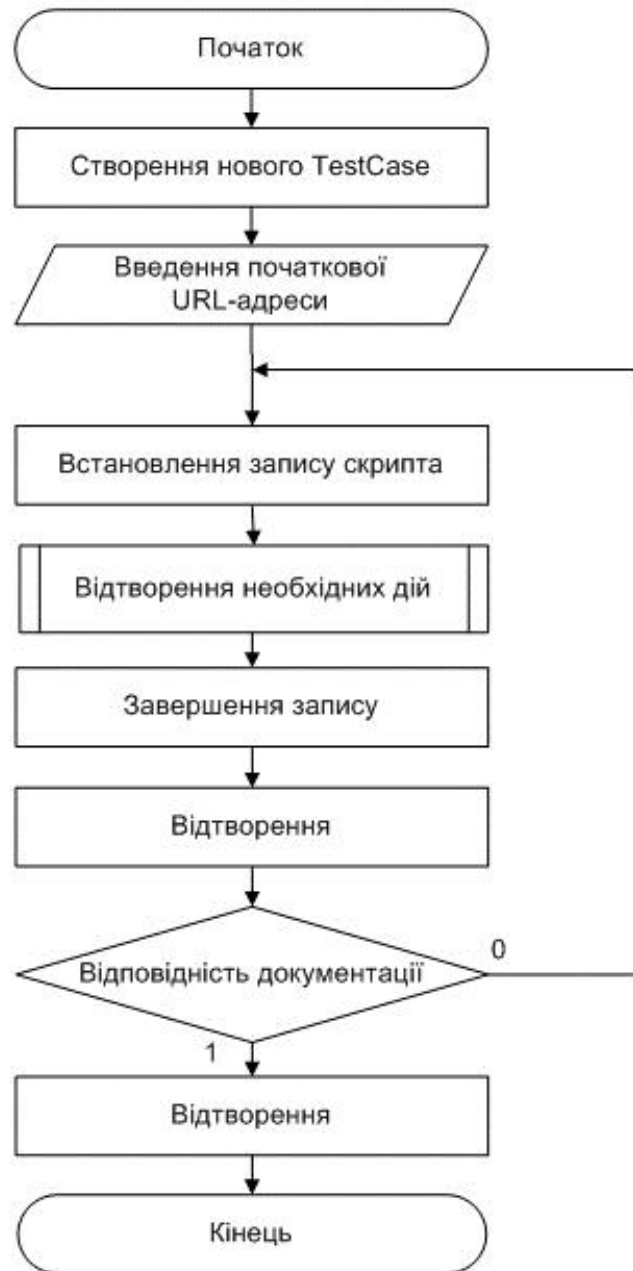 Початок
Створення нового TestCase
Введення початкової
URL-адреси
Встановлення запису скрипта
Відтворення необхідних дій
Завершення запису
Відтворення
Відповідність документації
0
1
Відтворення
Кінець